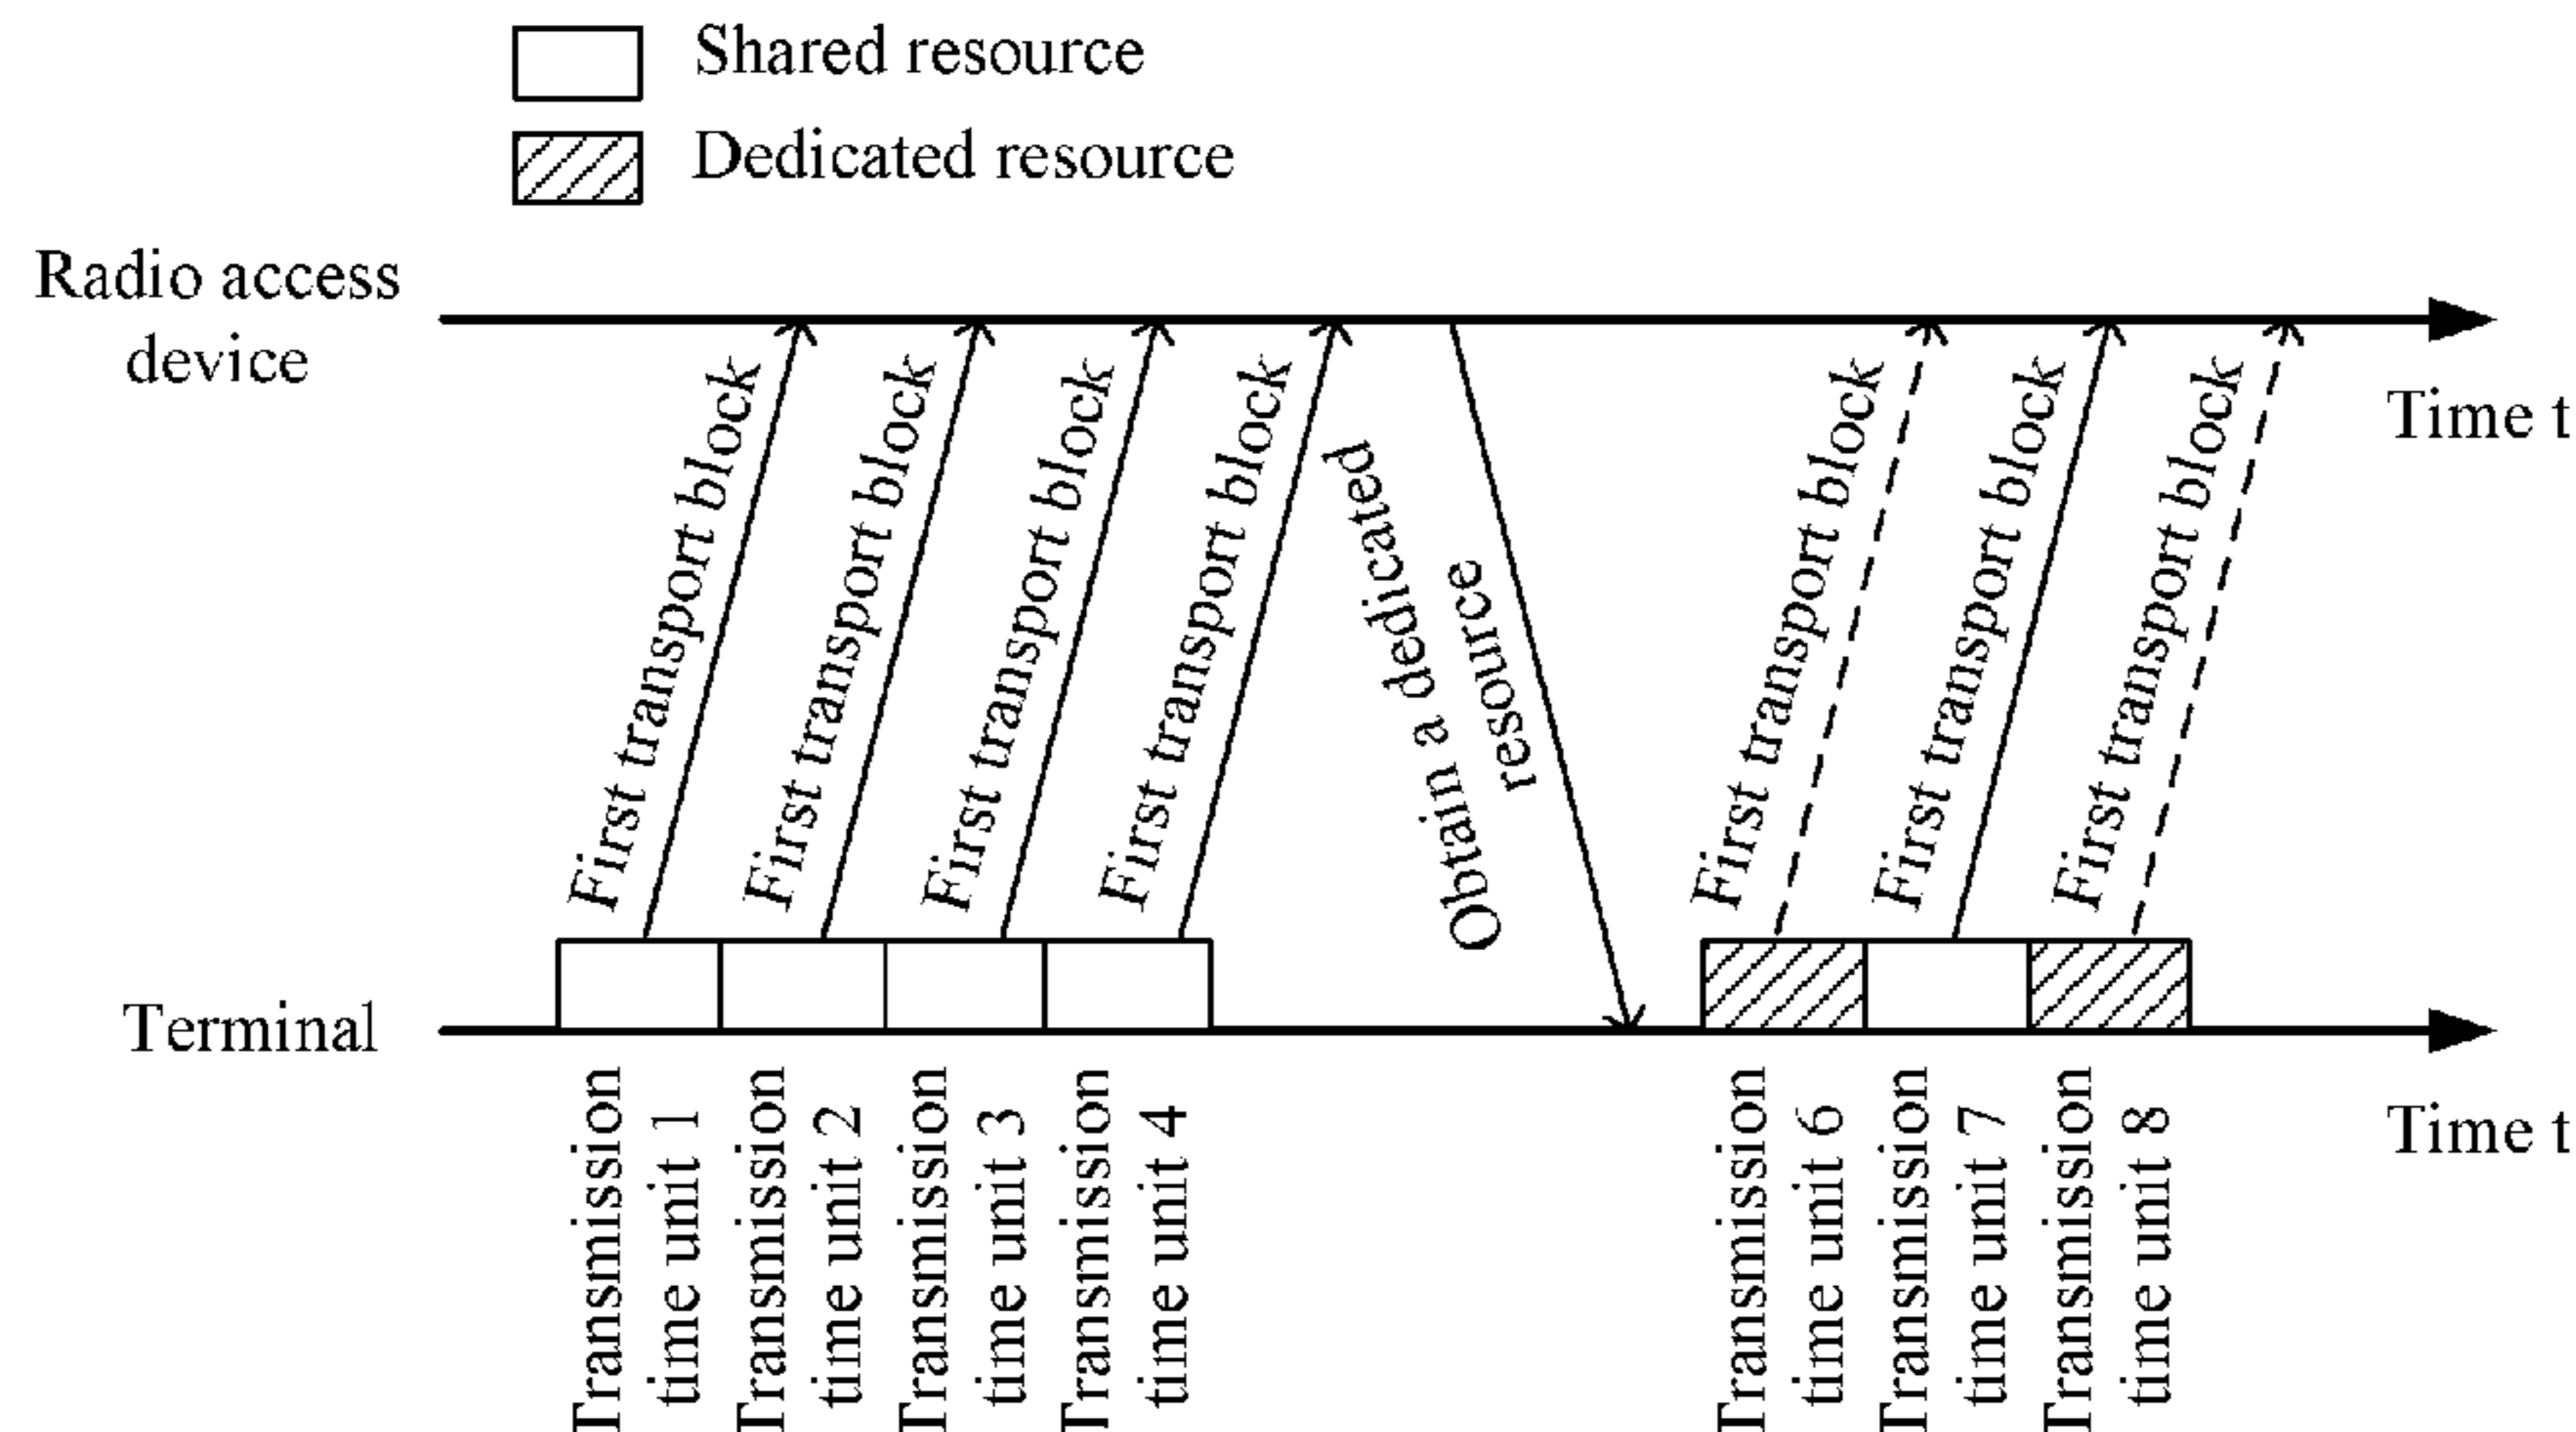 Shared resource
Dedicated resource
Radio access
device
Time t
First transport block
First transport block
First transport block
First transport block
Obtain a dedicated
resource
First transport block
First transport block
First transport block
Terminal
Time t
Transmission
time unit 1
Transmission
time unit 2
Transmission
time unit 3
Transmission
time unit 4
Transmission
time unit 6
Transmission
time unit 7
Transmission
time unit 8